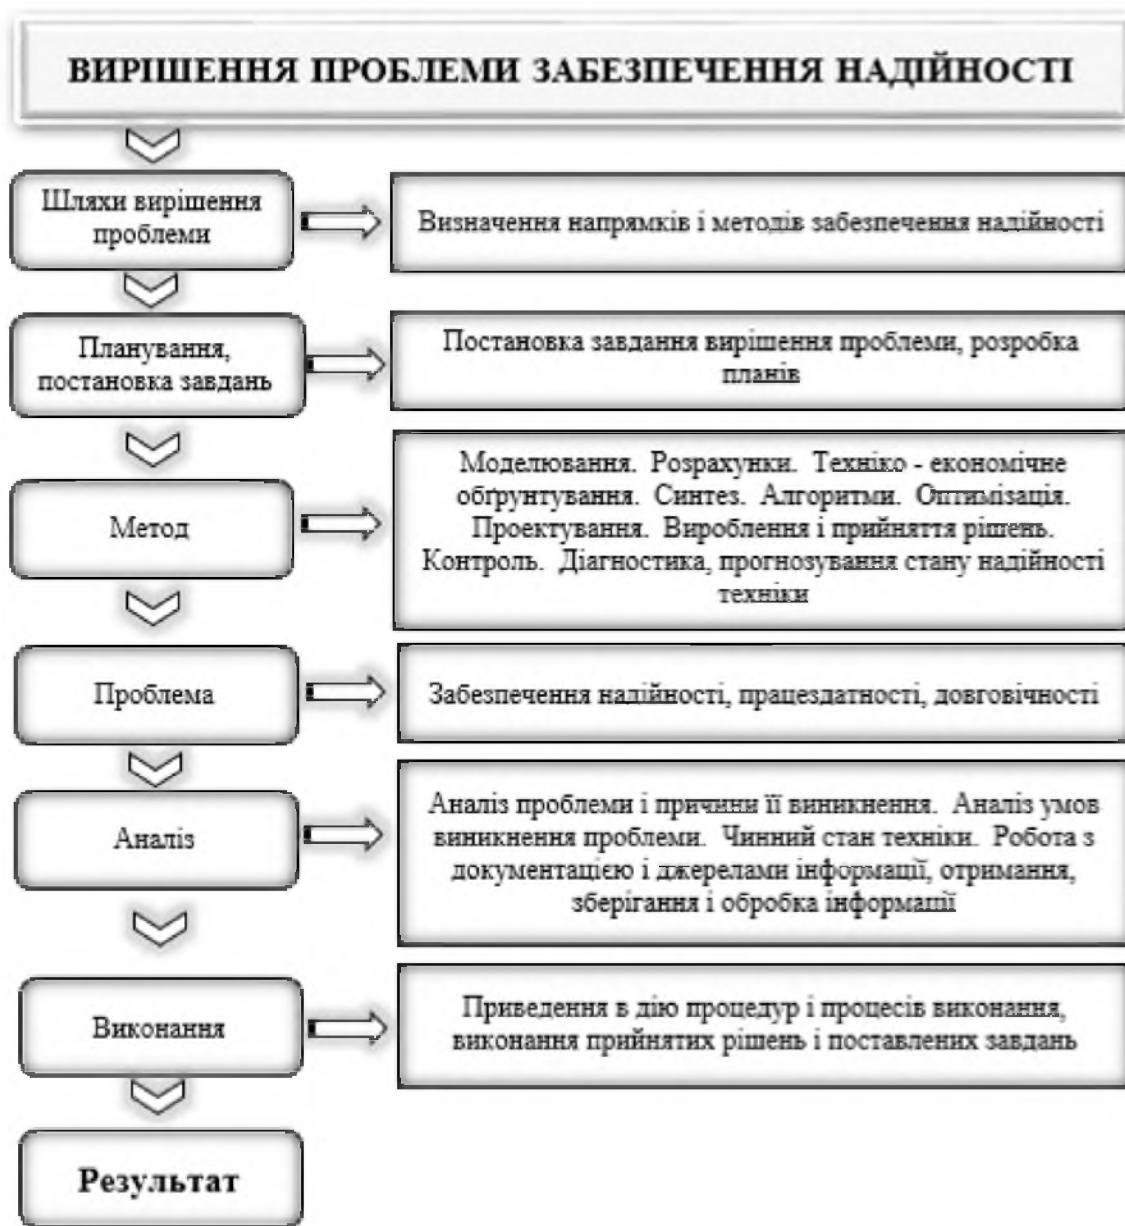 ВИРІШЕННЯ ПРОБЛЕМИ ЗАБЕЗПЕЧЕННЯ НАДІЙНОСТІ
Шляхи вирішення
проблеми
Визначення напрямків і методів забезпечення надійності
Планування,
постановка завдань
Постановка завдання вирішення проблеми, розробка
планів
Метод
Моделювання. Розрахунки. Техніко - економічне
обґрунтування. Синтез. Алгоритми. Оптимізація.
Проектування. Вироблення і прийняття рішень.
Контроль. Діагностика, прогнозування стану надійності
техніки
Проблема
Забезпечення надійності, працездатності, довговічності
Аналіз
Аналіз проблеми і причини її виникнення. Аналіз умов
виникнення проблеми. Чинний стан техніки. Робота з
документацією і джерелами інформації, отримання,
зберігання і обробка інформації
Виконання
Приведення в дію процедур і процесів виконання,
виконання прийнятих рішень і поставлених завдань
Результат